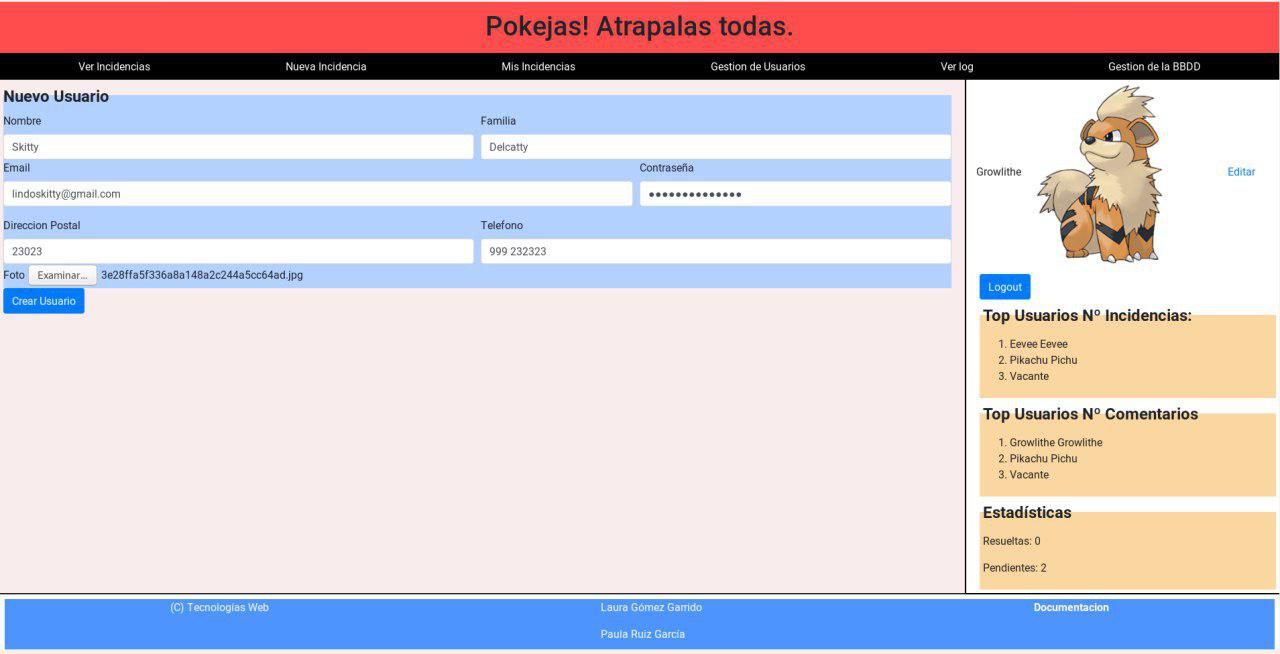 Pokejas! Atrapalas todas.
Ver Incidencias Nueva Incidencia Mis Incidencias Gestion de Usuarios Ver log Gestion de la BBDD
Nuevo Usuario
Nombre Familia
Skitty Delcatty
Email Contraseña
lindoskitty@gmail.com ••••••••••••••
Direccion Postal Telefono
23023 999 232323
Foto Examinar... 3e28ffa5f336a8a148a2c244a5cc64ad.jpg
Crear Usuario
Growlithe Editar
Logout
Top Usuarios Nº Incidencias:
1. Eevee Eevee
2. Pikachu Pichu
3. Vacante
Top Usuarios Nº Comentarios
1. Growlithe Growlithe
2. Pikachu Pichu
3. Vacante
Estadísticas
Resueltas: 0
Pendientes: 2
(C) Tecnologías Web Laura Gómez Garrido Documentacion
Paula Ruiz García